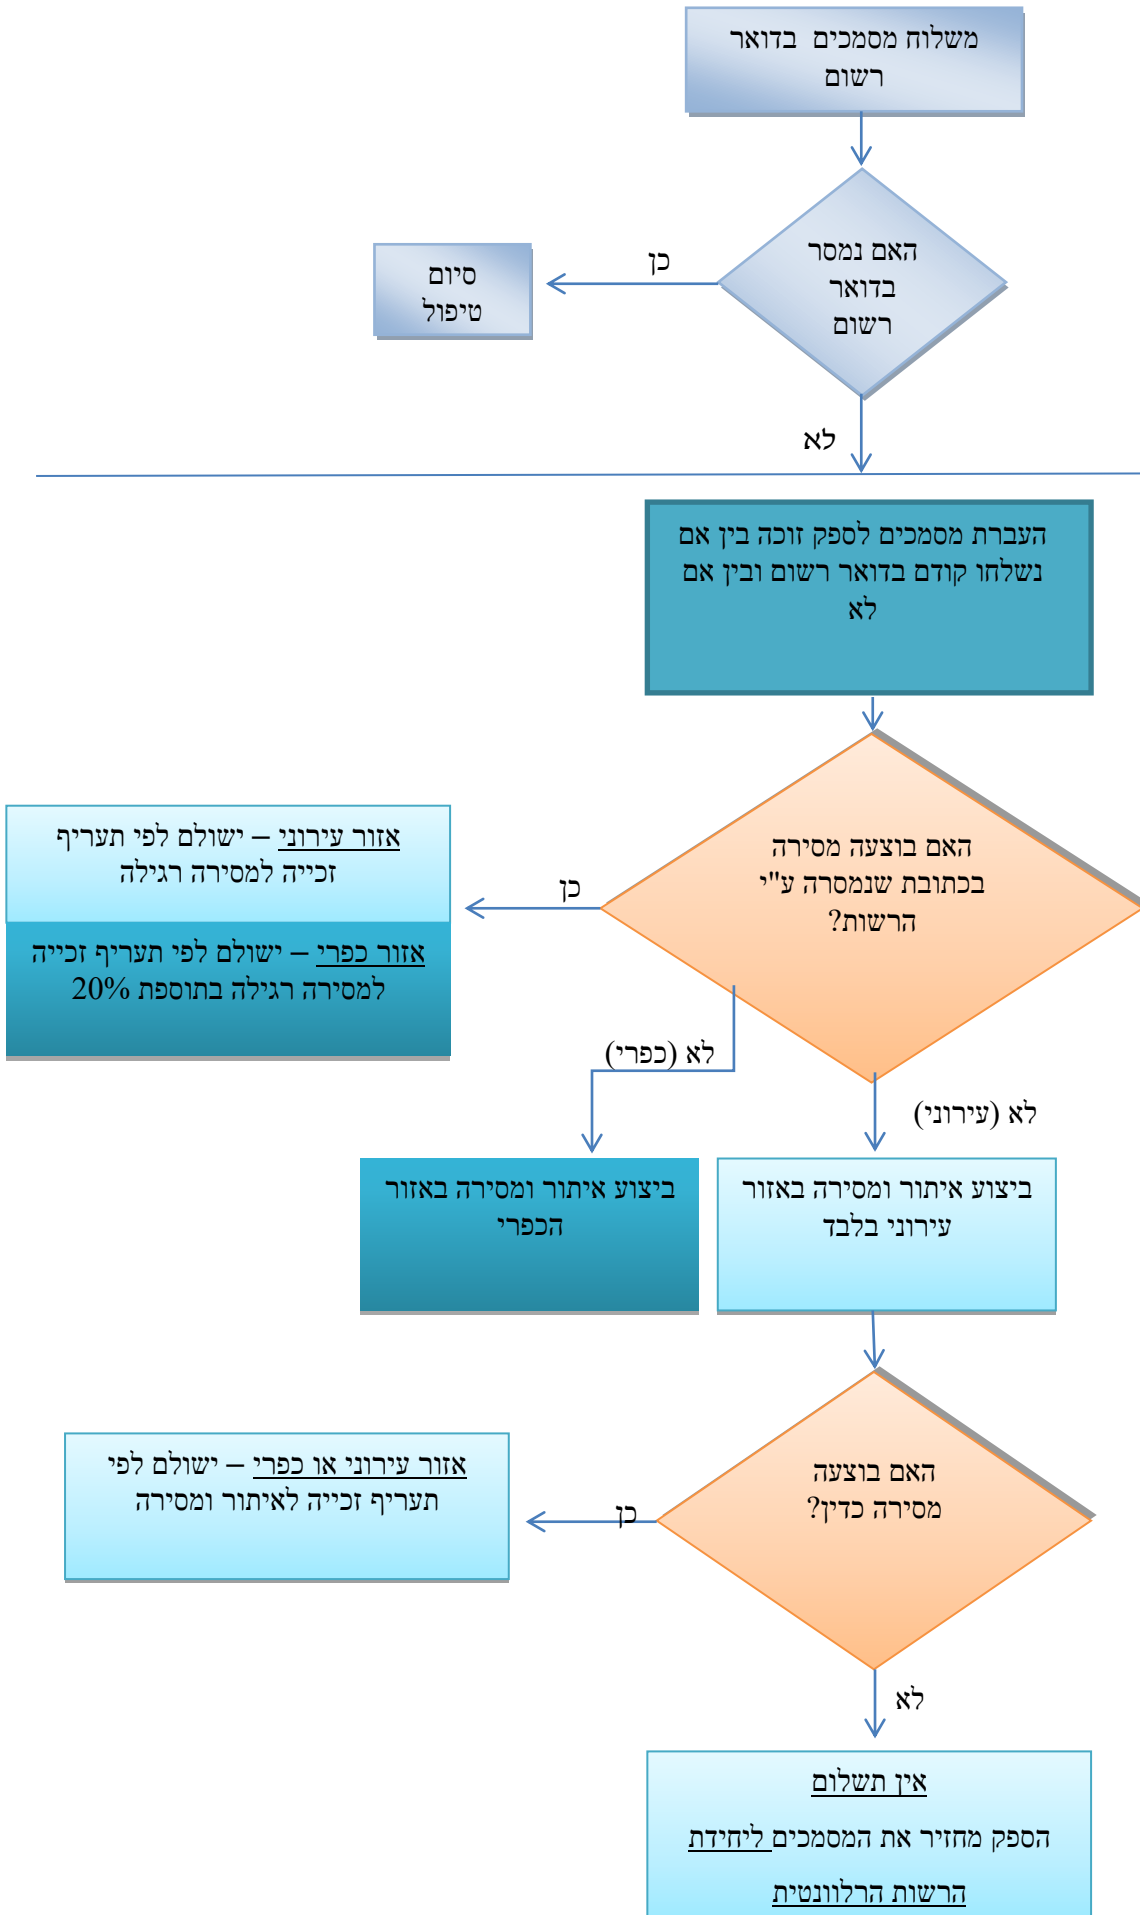 משלוח מסמכים בדואר
רשום
האם נמסר
בדואר
רשום
כן
סיום
טיפול
לא
העברת מסמכים לספק זוכה בין אם
נשלחו קודם בדואר רשום ובין אם
לא
האם בוצעה מסירה
בכתובת שנמסרה ע"י
הרשות?
כן
אזור עירוני – ישולם לפי תעריף
זכייה למסירה רגילה
אזור כפרי – ישולם לפי תעריף זכייה
למסירה רגילה בתוספת 20%
לא (כפרי)
לא (עירוני)
ביצוע איתור ומסירה באזור
עירוני בלבד
ביצוע איתור ומסירה באזור
הכפרי
האם בוצעה
מסירה כדין?
כן
אזור עירוני או כפרי – ישולם לפי
תעריף זכייה לאיתור ומסירה
לא
אין תשלום
הספק מחזיר את המסמכים ליחידת
הרשות הרלוונטית